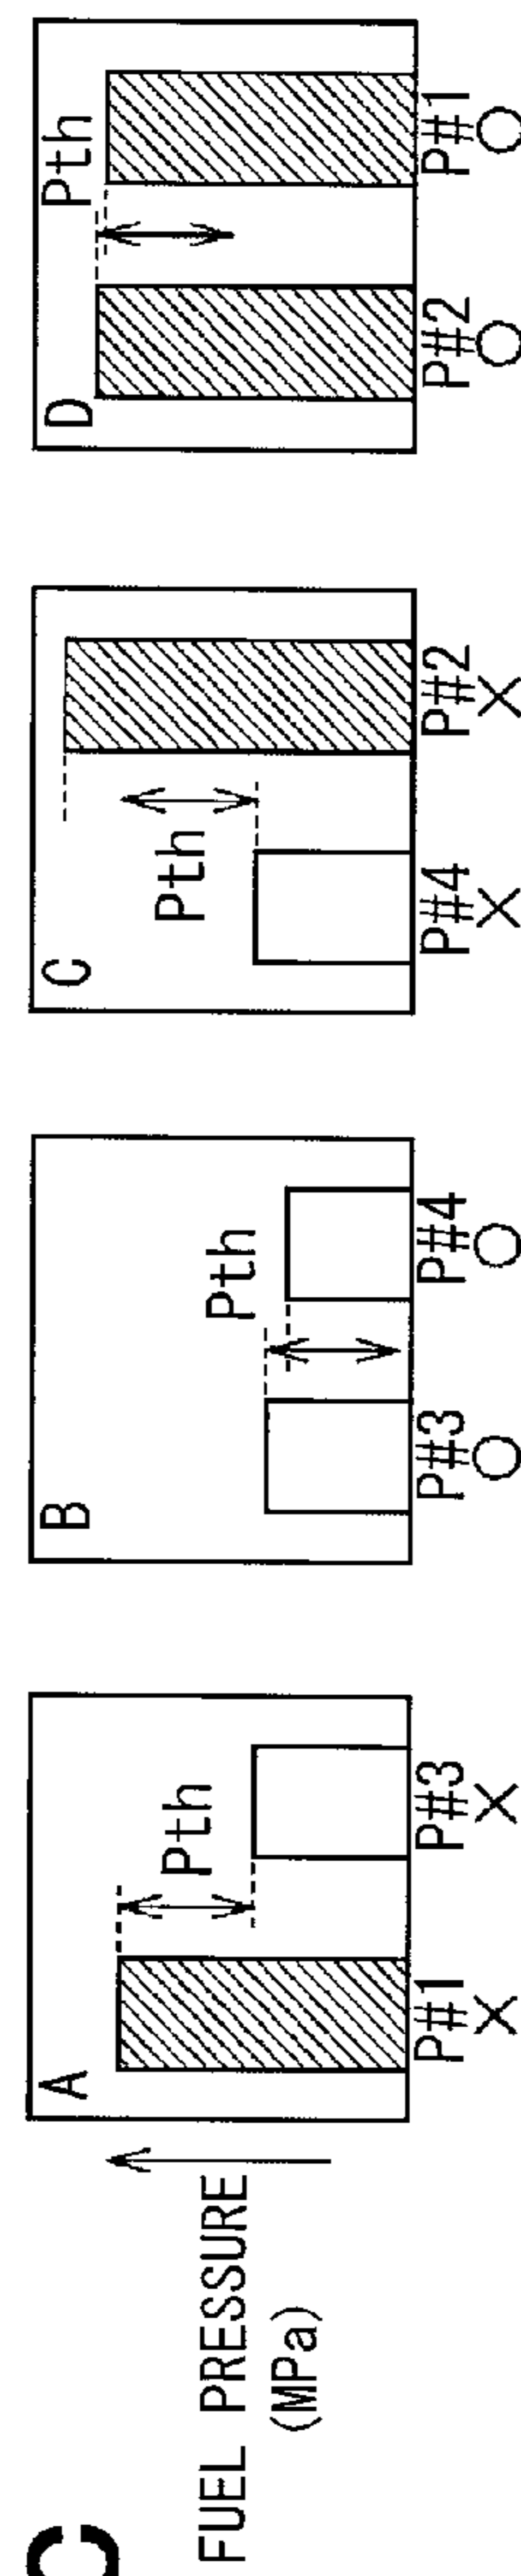 C
FUEL PRESSURE
(MPa)
A
Pth
P#1 P#3
× ×
B
Pth
P#3 P#4
○ ○
C
Pth
P#4 P#2
× ×
D
Pth
P#2 P#1
○ ○